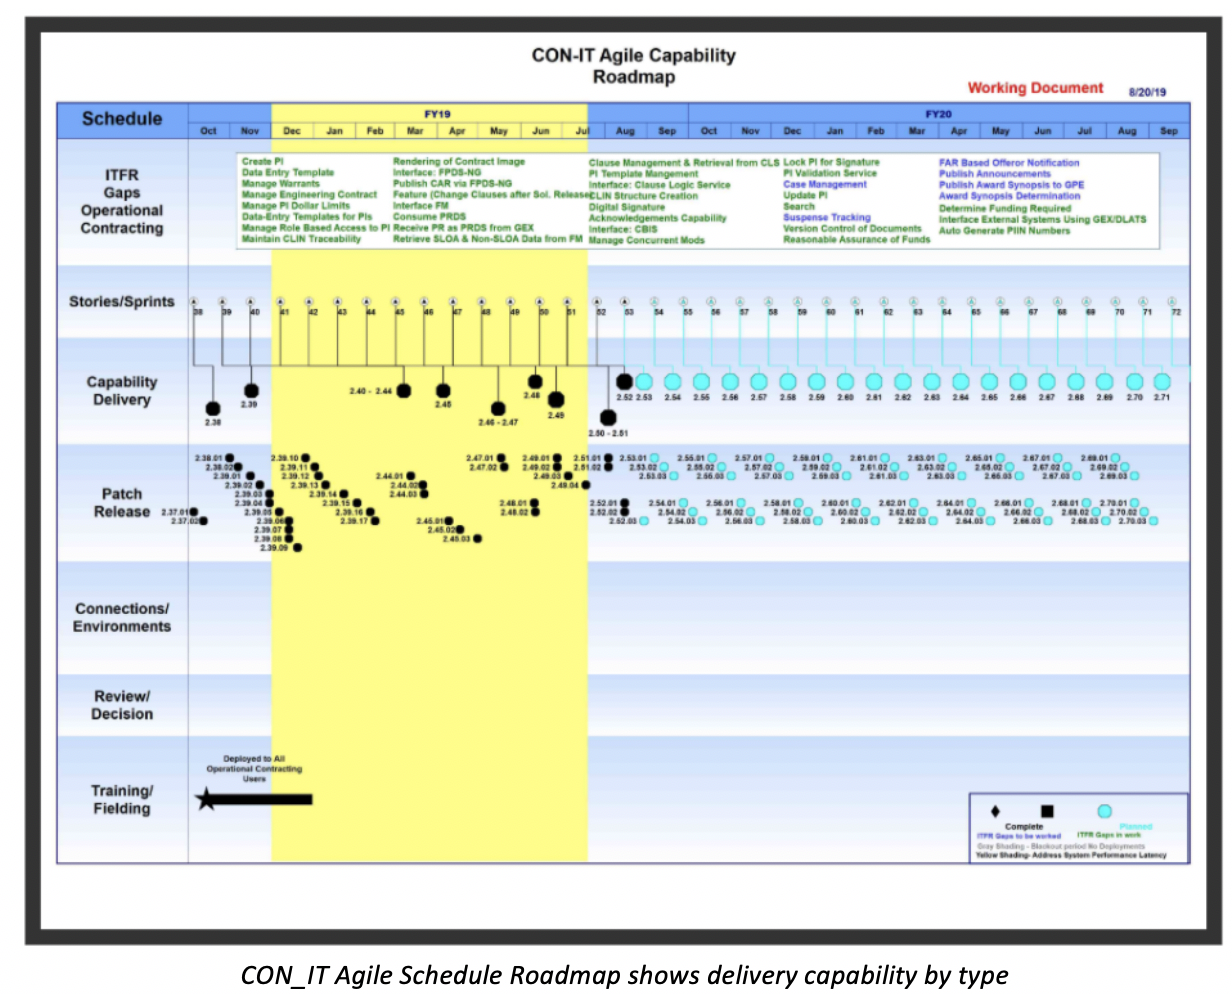 CON-IT Agile Capability
Roadmap
Working Document 8/20/19
Schedule
FY19 FY20
Oct Nov Dec Jan Feb Mar Apr May Jun Jul Aug Sep Oct Nov Dec Jan Feb Mar Apr May Jun Jul Aug Sep
ITFR
Gaps
Operational
Contracting
Create PI
Data Entry Template
Manage Warrants
Manage Engineering Contract
Manage PI Dollar Limits
Data-Entry Templates for PIs
Manage Role Based Access to PI
Maintain CLIN Traceability
Rendering of Contract Image
Interface: FPDS-NG
Publish CAR via FPDS-NG
Feature (Change Clauses after Sol. Release)
Interface FM
Consume PRDS
Receive PR as PRDS from GEX
Retrieve SLOA & Non-SLOA Data from FM
Clause Management & Retrieval from CLS
PI Template Mangement
Interface: Clause Logic Service
CLIN Structure Creation
Digital Signature
Acknowledgements Capability
Interface: CBIS
Manage Concurrent Mods
Lock PI for Signature
PI Validation Service
Case Management
Update PI
Search
Suspense Tracking
Version Control of Documents
Reasonable Assurance of Funds
FAR Based Offeror Notification
Publish Announcements
Publish Award Synopsis to GPE
Award Synopsis Determination
Determine Funding Required
Interface External Systems Using GEX/DLATS
Auto Generate PIIN Numbers
Stories/Sprints
38 39 40 41 42 43 44 45 46 47 48 49 50 51 52 53 54 55 56 57 58 59 60 61 62 63 64 65 66 67 68 69 70 71 72
Capability
Delivery
2.38
2.39
2.40 - 2.44
2.45
2.46 - 2.47
2.48
2.49
2.50 - 2.51
2.52 2.53 2.54 2.55 2.56 2.57 2.58 2.59 2.60 2.61 2.62 2.63 2.64 2.65 2.66 2.67 2.68 2.69 2.70 2.71
Patch
Release
2.38.01 2.39.10 2.47.01 2.49.01 2.51.01 2.53.01 2.55.01 2.57.01 2.59.01 2.61.01 2.63.01 2.65.01 2.67.01 2.69.01
2.38.02 2.39.11 2.47.02 2.49.02 2.51.02 2.53.02 2.55.02 2.57.02 2.59.02 2.61.02 2.63.02 2.65.02 2.67.02 2.69.02
2.39.01 2.39.12 2.44.01 2.49.03 2.53.03 2.55.03 2.57.03 2.59.03 2.61.03 2.63.03 2.65.03 2.67.03 2.69.03
2.39.02 2.39.13 2.44.02 2.49.04
2.39.03 2.39.14 2.44.03
2.39.04 2.39.15 2.48.01 2.52.01 2.54.01 2.56.01 2.58.01 2.60.01 2.62.01 2.64.01 2.66.01 2.68.01 2.70.01
2.37.01 2.39.05 2.39.16 2.48.02 2.52.02 2.54.02 2.56.02 2.58.02 2.60.02 2.62.02 2.64.02 2.66.02 2.68.02 2.70.02
2.37.02 2.39.06 2.39.17 2.45.01 2.52.03 2.54.03 2.56.03 2.58.03 2.60.03 2.62.03 2.64.03 2.66.03 2.68.03 2.70.03
2.39.07 2.45.02
2.39.08 2.45.03
2.39.09
Connections/
Environments
Review/
Decision
Training/
Fielding
Deployed to All
Operational Contracting
Users
Complete Planned
ITFR Gaps to be worked ITFR Gaps in work
Gray Shading - Blackout period No Deployments
Yellow Shading- Address System Performance Latency
CON_IT Agile Schedule Roadmap shows delivery capability by type